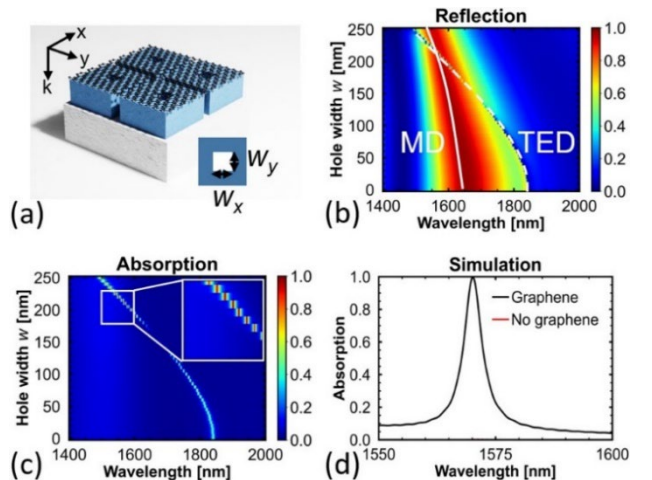 x
y
k
Wy
Wx
(a)
Reflection
Hole width w [nm]
250
200
150
100
50
0
MD
TED
1.0
0.8
0.6
0.4
0.2
0.0
1400 1600 1800 2000
Wavelength [nm]
(b)
Absorption
Hole width w [nm]
250
200
150
100
50
0
1.0
0.8
0.6
0.4
0.2
0.0
1400 1600 1800 2000
Wavelength [nm]
(c)
Simulation
Absorption
1.0
0.8
0.6
0.4
0.2
0.0
Graphene
No graphene
1550 1575 1600
Wavelength [nm]
(d)